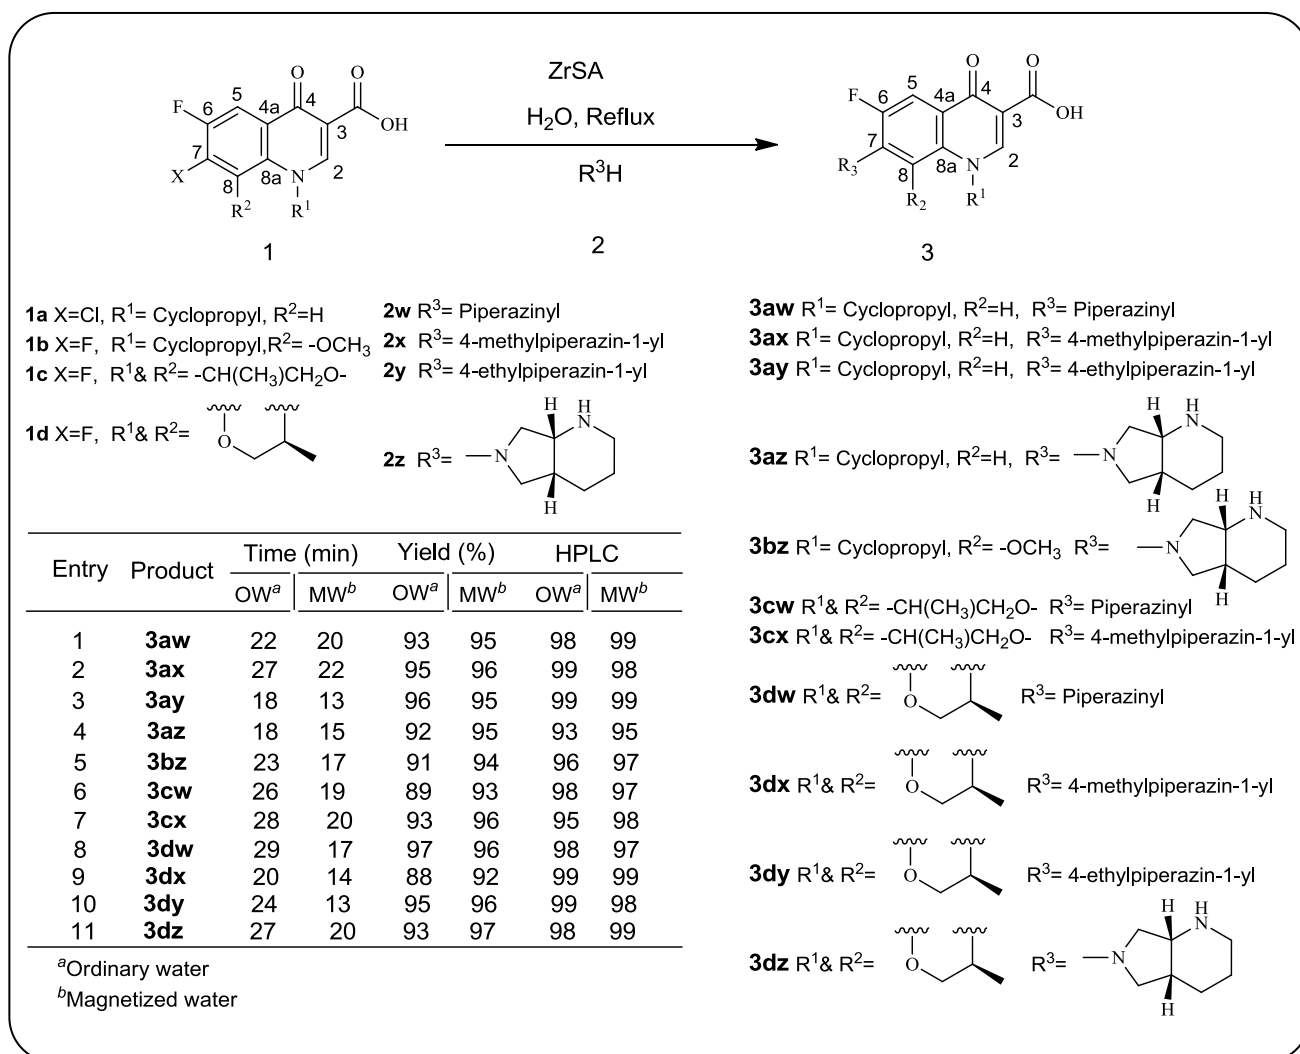 O
O
F
6
5
4a
4
3
OH
7
X
8
8a
N
2
R²
R¹
1
ZrSA
H₂O, Reflux
R³H
2
O
O
F
6
5
4a
4
3
OH
7
R₃
8
8a
N
2
R₂
R¹
3
1a X=Cl, R¹= Cyclopropyl, R²=H
1b X=F, R¹= Cyclopropyl,R²= -OCH₃
1c X=F, R¹& R²= -CH(CH₃)CH₂O-
1d X=F, R¹& R²=
O
2w R³= Piperazinyl
2x R³= 4-methylpiperazin-1-yl
2y R³= 4-ethylpiperazin-1-yl
2z R³=
N
H
H
N
H
3aw R¹= Cyclopropyl, R²=H, R³= Piperazinyl
3ax R¹= Cyclopropyl, R²=H, R³= 4-methylpiperazin-1-yl
3ay R¹= Cyclopropyl, R²=H, R³= 4-ethylpiperazin-1-yl
3az R¹= Cyclopropyl, R²=H, R³=
N
H
H
N
H
3bz R¹= Cyclopropyl, R²= -OCH₃ R³=
N
H
NH
H
3cw R¹& R²= -CH(CH₃)CH₂O- R³= Piperazinyl
3cx R¹& R²= -CH(CH₃)CH₂O- R³= 4-methylpiperazin-1-yl
3dw R¹& R²=
O
R³= Piperazinyl
3dx R¹& R²=
O
R³= 4-methylpiperazin-1-yl
3dy R¹& R²=
O
R³= 4-ethylpiperazin-1-yl
3dz R¹& R²=
O
R³=
N
H
H
N
H
Entry Product Time (min) Yield (%) HPLC
OWᵃ MWᵇ OWᵃ MWᵇ OWᵃ MWᵇ
1 3aw 22 20 93 95 98 99
2 3ax 27 22 95 96 99 98
3 3ay 18 13 96 95 99 99
4 3az 18 15 92 95 93 95
5 3bz 23 17 91 94 96 97
6 3cw 26 19 89 93 98 97
7 3cx 28 20 93 96 95 98
8 3dw 29 17 97 96 98 97
9 3dx 20 14 88 92 99 99
10 3dy 24 13 95 96 99 98
11 3dz 27 20 93 97 98 99
ᵃOrdinary water
ᵇMagnetized water